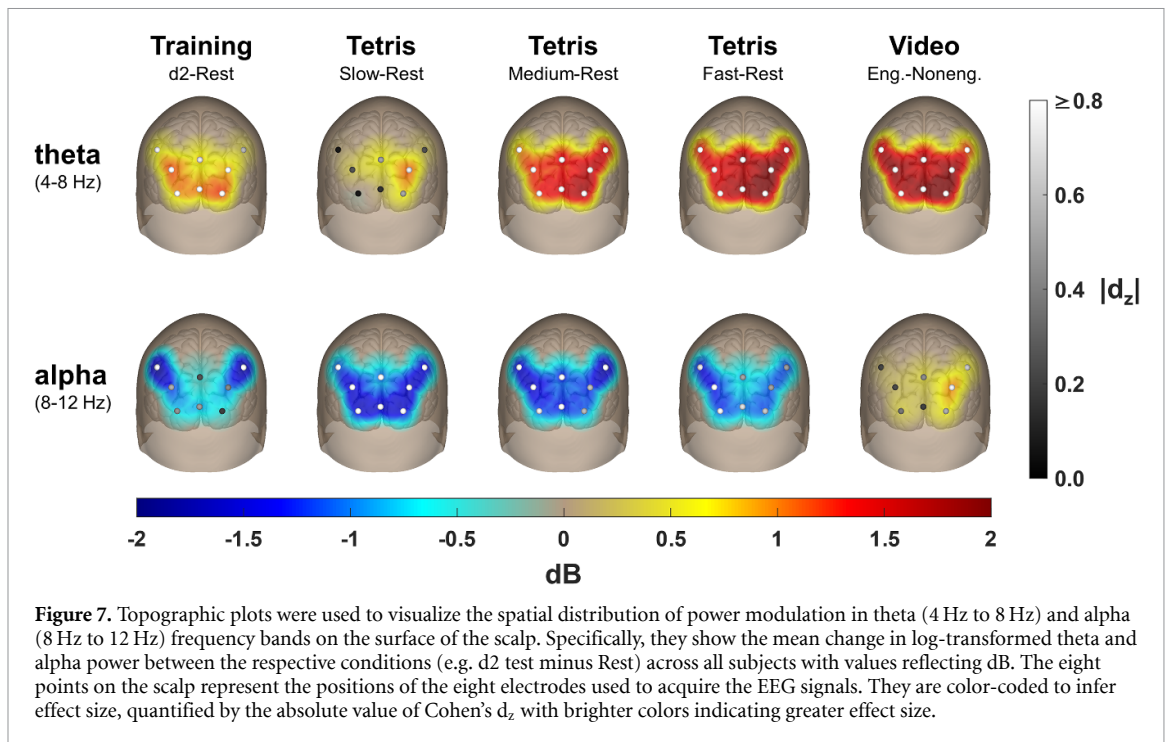 Training Tetris Tetris Tetris Video
d2-Rest Slow-Rest Medium-Rest Fast-Rest Eng.-Noneng.
theta
(4-8 Hz)
alpha
(8-12 Hz)
≥ 0.8
0.6
0.4
|dz|
0.2
0.0
-2 -1.5 -1 -0.5 0 0.5 1 1.5 2
dB
Figure 7. Topographic plots were used to visualize the spatial distribution of power modulation in theta (4 Hz to 8 Hz) and alpha
(8 Hz to 12 Hz) frequency bands on the surface of the scalp. Specifically, they show the mean change in log-transformed theta and
alpha power between the respective conditions (e.g. d2 test minus Rest) across all subjects with values reflecting dB. The eight
points on the scalp represent the positions of the eight electrodes used to acquire the EEG signals. They are color-coded to infer
effect size, quantified by the absolute value of Cohen's dz with brighter colors indicating greater effect size.